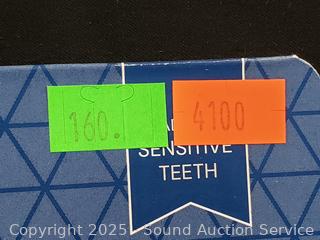 160.
4100
SENSITIVE
TEETH
Copyright 2025 - Sound Auction Service